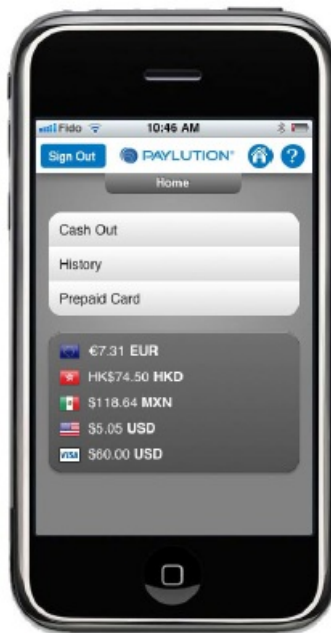 Fido 10:46 AM
Sign Out PAYLUTION® ?
Home
Cash Out
History
Prepaid Card
€7.31 EUR
HK$74.50 HKD
$118.64 MXN
$5.05 USD
VISA $60.00 USD